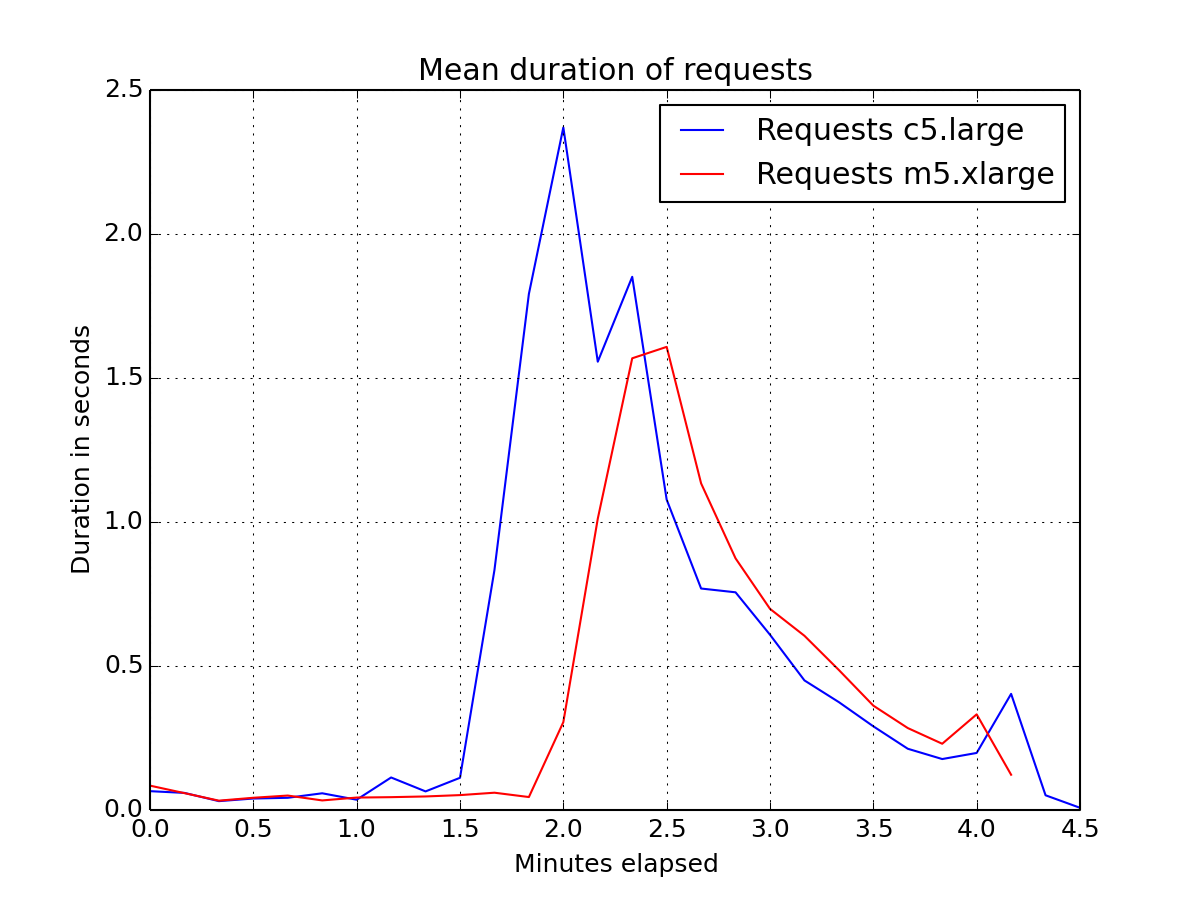 Mean duration of requests
Requests c5.large
Requests m5.xlarge
Duration in seconds
2.5
2.0
1.5
1.0
0.5
0.0
0.0 0.5 1.0 1.5 2.0 2.5 3.0 3.5 4.0 4.5
Minutes elapsed